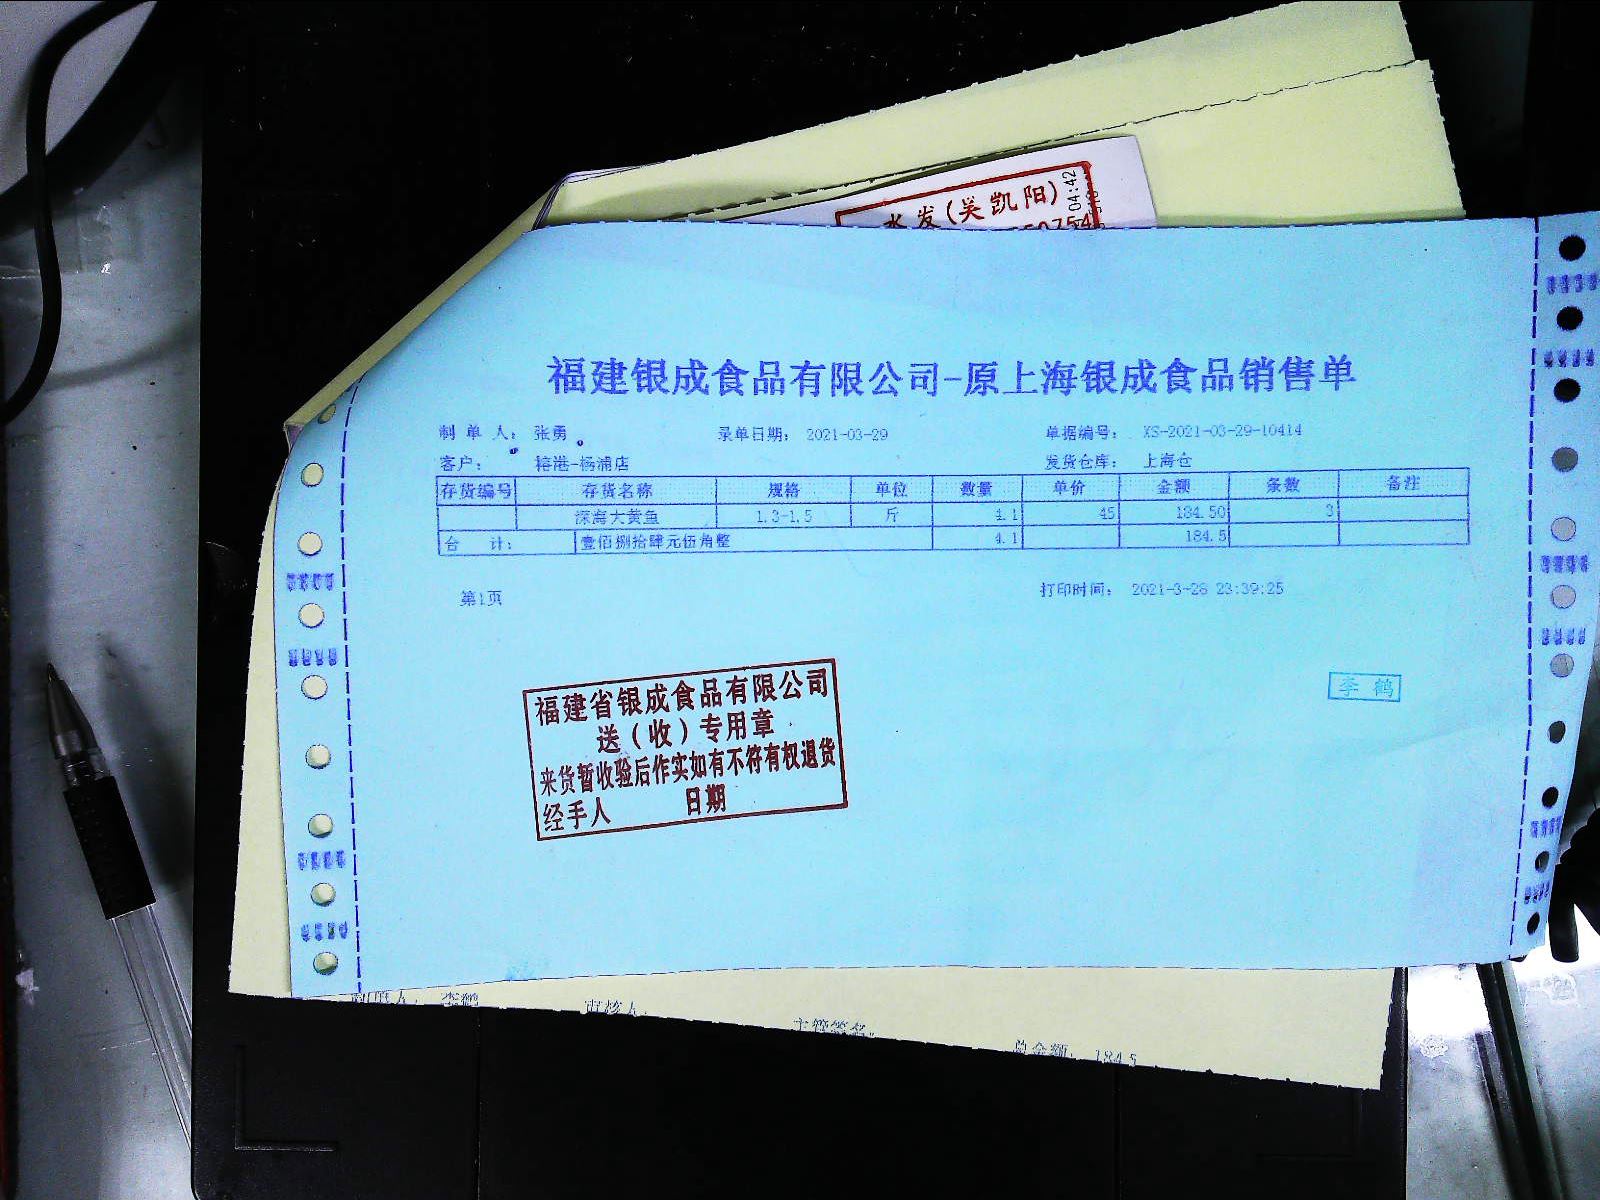 水发(吴凯阳)
04:42
福建银成食品有限公司-原上海银成食品销售单
制 单 人： 张勇 录单日期： 2021-03-29 单据编号： XS-2021-03-29-10414
客户： 榕港-杨浦店 发货仓库： 上海仓
存货编号 存货名称 规格 单位 数量 单价 金额 条数 备注
深海大黄鱼 1.3-1.5 斤 4.1 45 184.50 3
合 计： 壹佰捌拾肆元伍角整 4.1 184.5
第1页 打印时间： 2021-3-28 23:39:25
李 鹤
福建省银成食品有限公司
送（收）专用章
来货暂收验后作实如有不符有权退货
经手人 日期
制单人： 李鹤 审核人： 主管签名： 总金额： 184.5